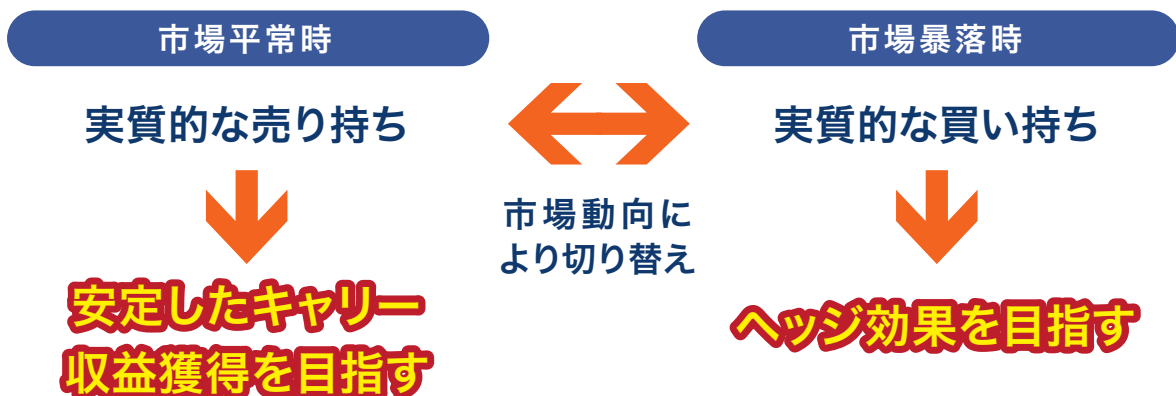 市場平常時
実質的な売り持ち
安定したキャリー
収益獲得を目指す
市場動向に
より切り替え
市場暴落時
実質的な買い持ち
ヘッジ効果を目指す